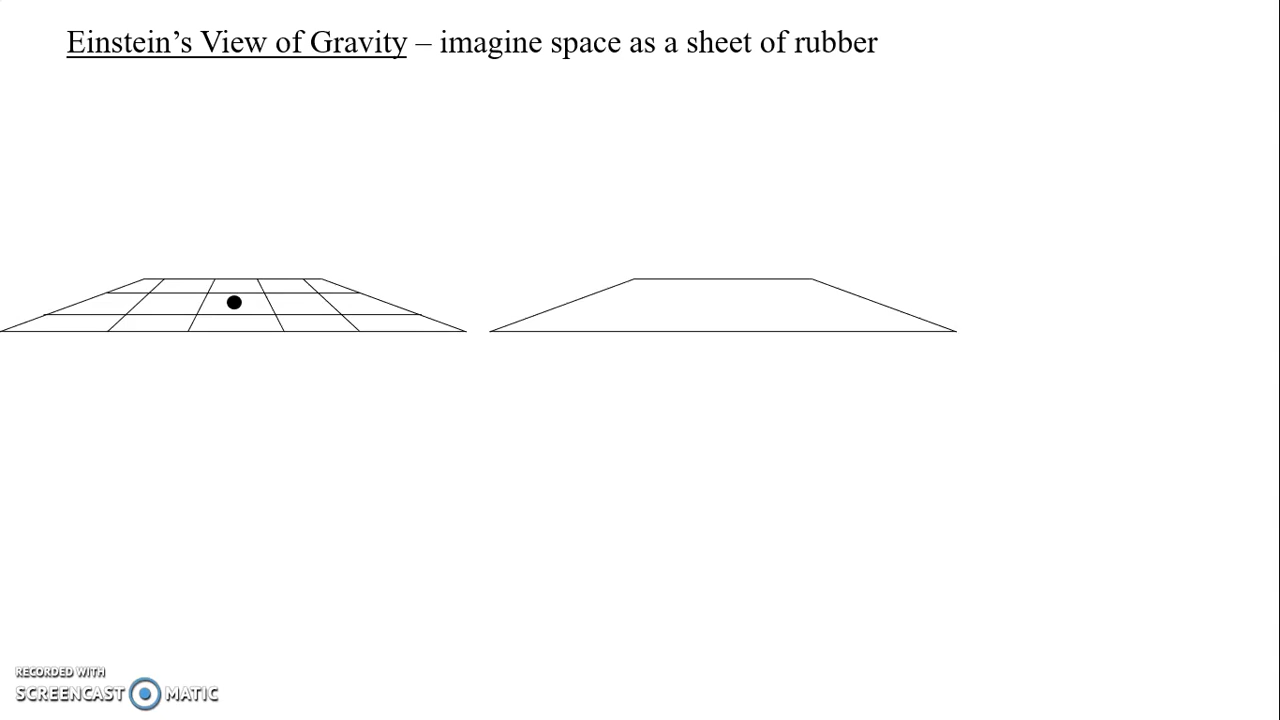 Einstein’s View of Gravity – imagine space as a sheet of rubber
RECORDED WITH
SCREENCAST MATIC